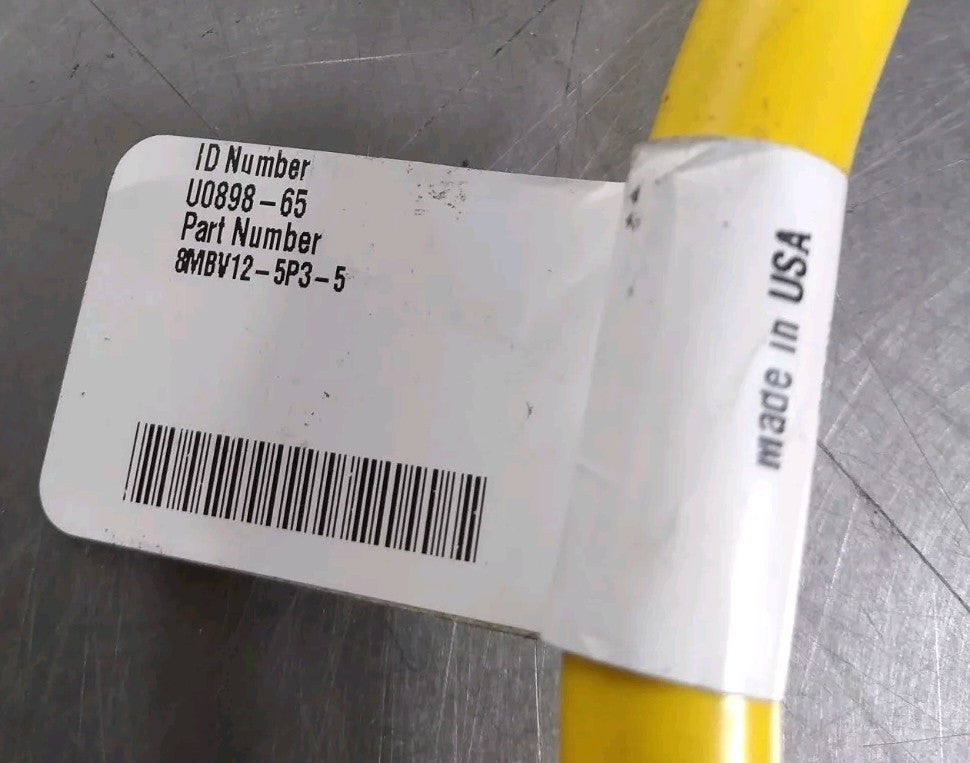 ID Number
U0898-65
Part Number
8MBV12-5P3-5
made in USA